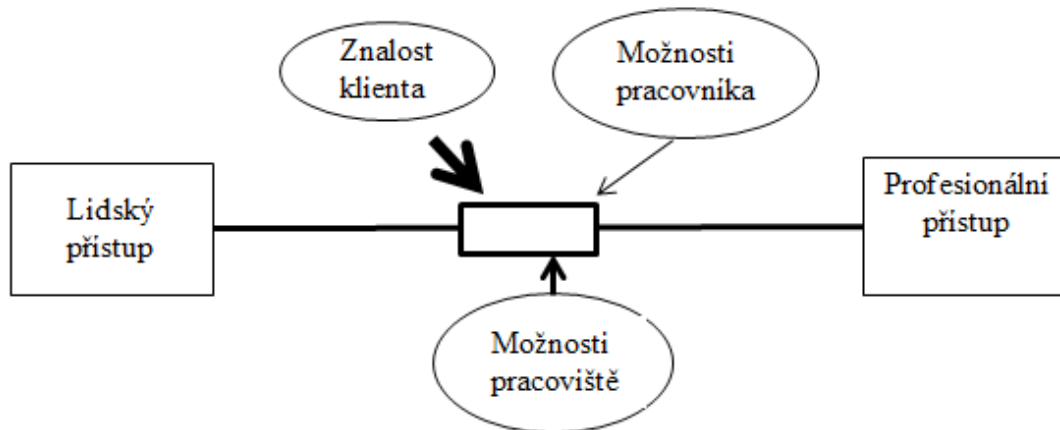 Znalost
klienta
Možnosti
pracovníka
Lidský
přístup
Profesionální
přístup
Možnosti
pracoviště